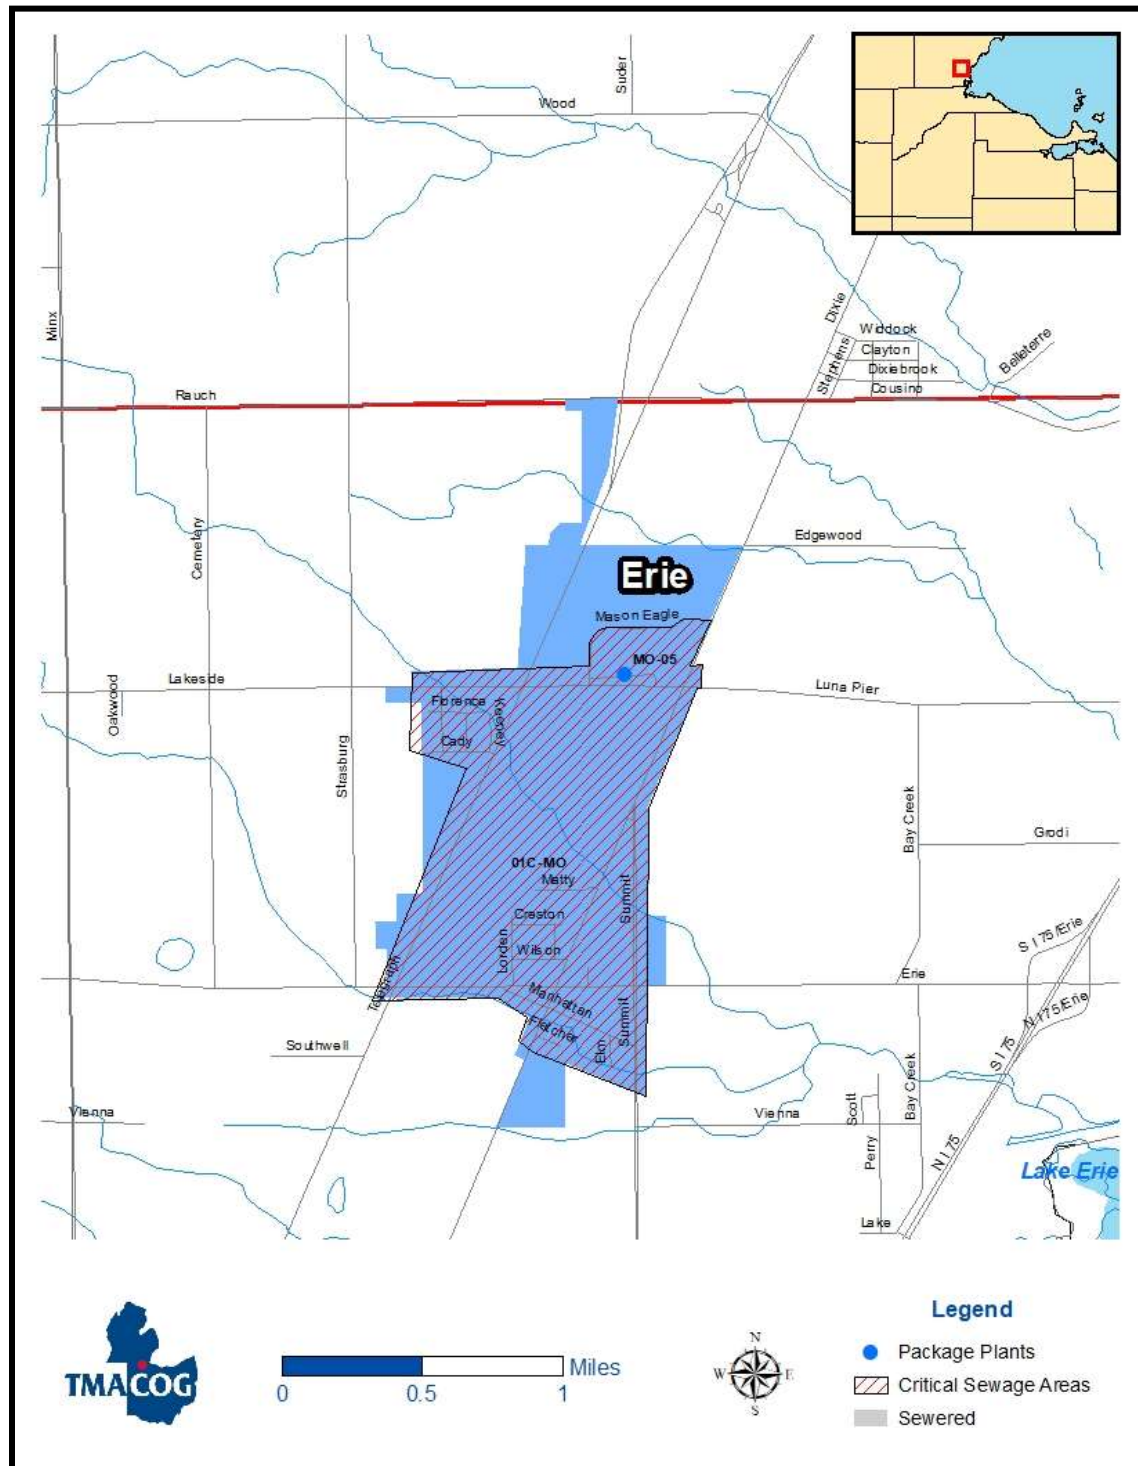 Suder
Wood
Dixie
Widdock
Clayton
Dixiebrook
Cousino
Stephens
Belleterre
Minx
Rauch
Cemetery
Edgewood
Erie
Mason Eagle
MO-05
Lakeside
Luna Pier
Oakwood
Florence
Keeney
Cady
Strasburg
Bay Creek
Grodi
01C-MO
Matty
Creston
Summit
Lorden
Wilson
S I 75/Erie
Erie
Telegraph
Manhattan
N I 75/Erie
Fletcher
Summit
Elm
Southwell
S I 75
Bay Creek
Vienna
Vienna
Scott
Perry
N I 75
Lake Erie
Lake
Legend
Package Plants
Critical Sewage Areas
Sewered
TMACOG
0 0.5 1 Miles
N
W E
S